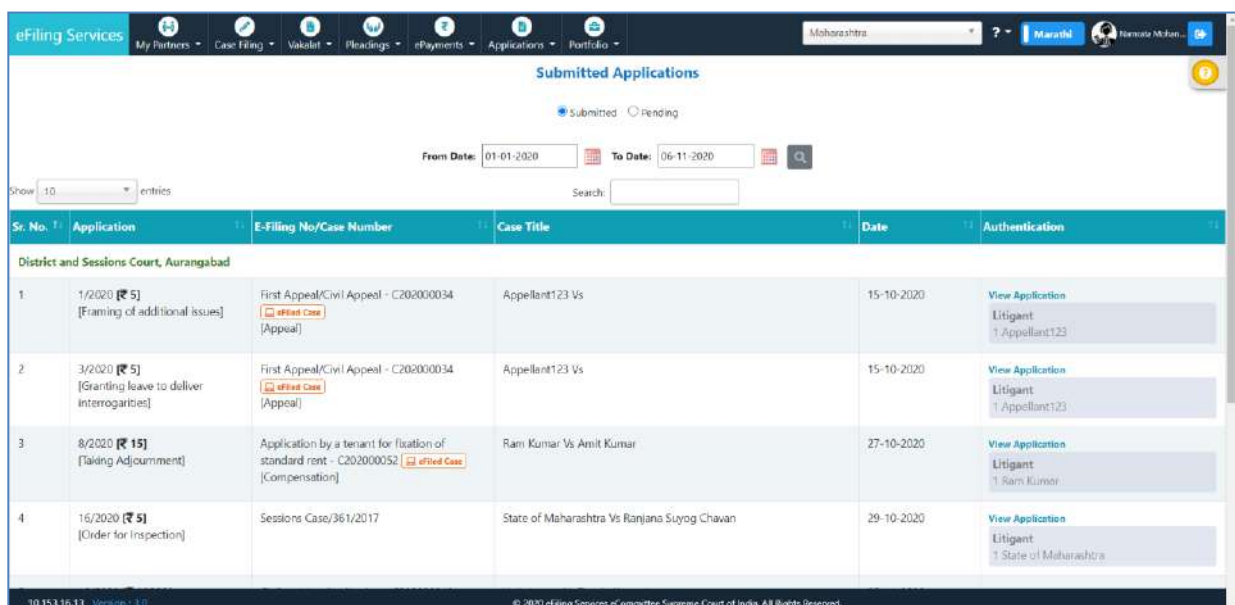 eFiling Services
My Partners Case Filing Vakalat Pleadings ePayments Applications Portfolio
Maharashtra
? Marathi Namrata Mohan...
Submitted Applications
Submitted Pending
From Date: 01-01-2020 To Date: 06-11-2020
Show 10 entries
Search:
Sr. No. Application E-Filing No/Case Number Case Title Date Authentication
District and Sessions Court, Aurangabad
1 1/2020 [₹ 5] First Appeal/Civil Appeal - C202000034 Appellant123 Vs 15-10-2020 View Application
[Framing of additional issues] eFiled Case Litigant
[Appeal] 1 Appellant123
2 3/2020 [₹ 5] First Appeal/Civil Appeal - C202000034 Appellant123 Vs 15-10-2020 View Application
[Granting leave to deliver eFiled Case Litigant
interrogarities] [Appeal] 1 Appellant123
3 8/2020 [₹ 15] Application by a tenant for fixation of Ram Kumar Vs Amit Kumar 27-10-2020 View Application
[Taking Adjournment] standard rent - C202000052 eFiled Case Litigant
[Compensation] 1 Ram Kumar
4 16/2020 [₹ 5] Sessions Case/361/2017 State of Maharashtra Vs Ranjana Suyog Chavan 29-10-2020 View Application
[Order for Inspection] Litigant
1 State of Maharashtra
10.153.16.13 Version : 3.0 © 2020 eFiling Services eCommittee Supreme Court of India. All Rights Reserved